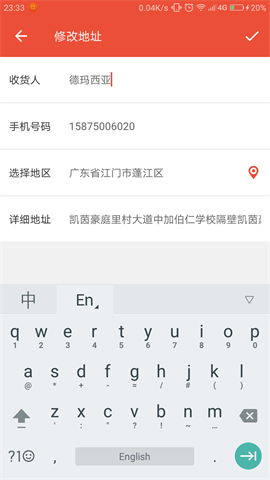 23:33 0.04K/s 4G 20%
修改地址
收货人 德玛西亚
手机号码 15875006020
选择地区 广东省江门市蓬江区
详细地址 凯茵豪庭里村大道中加伯仁学校隔壁凯茵豪
中 En
q w e r t y u i o p
1 2 3 4 5 6 7 8 9 0
a s d f g h j k l
@ * + - = / # ( )
z x c v b n m
' : " ? ! ~ …
?1 , English .